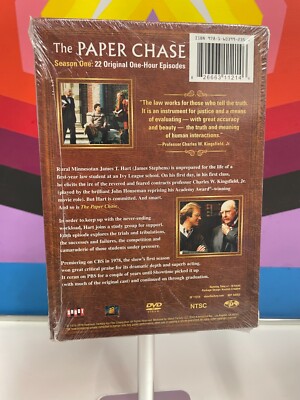 The PAPER CHASE
Season One: 22 Original One-Hour Episodes
26663 11214
"The law works for those who tell the truth. It is
an instrument for justice and a means
of evaluating — with great accuracy
and beauty — the truth and meaning
of human interactions."
— Professor Charles W. Kingsfield, Jr.
Rural Minnesotan James T. Hart (James Stephens) is unprepared for the life of a
first-year law student at an Ivy League school. On his first day, in his first class,
he elicits the ire of the revered and feared contracts professor Charles W. Kingsfield, Jr.
(played by the brilliant John Houseman reprising his Academy Award®-winning
movie role). But Hart is committed. And smart.
And so is The Paper Chase.
In order to keep up with the never-ending
workload, Hart joins a study group for support.
Each episode explores the trials and tribulations,
the successes and failures, the competition and
camaraderie of those students under pressure.
Premiering on CBS in 1978, the show's first season
won great critical praise for its dramatic depth and superb acting.
It reran on PBS for a couple of years until Showtime picked it up
(with much of the original cast) and continued on through graduation.
DVD
VIDEO
NTSC